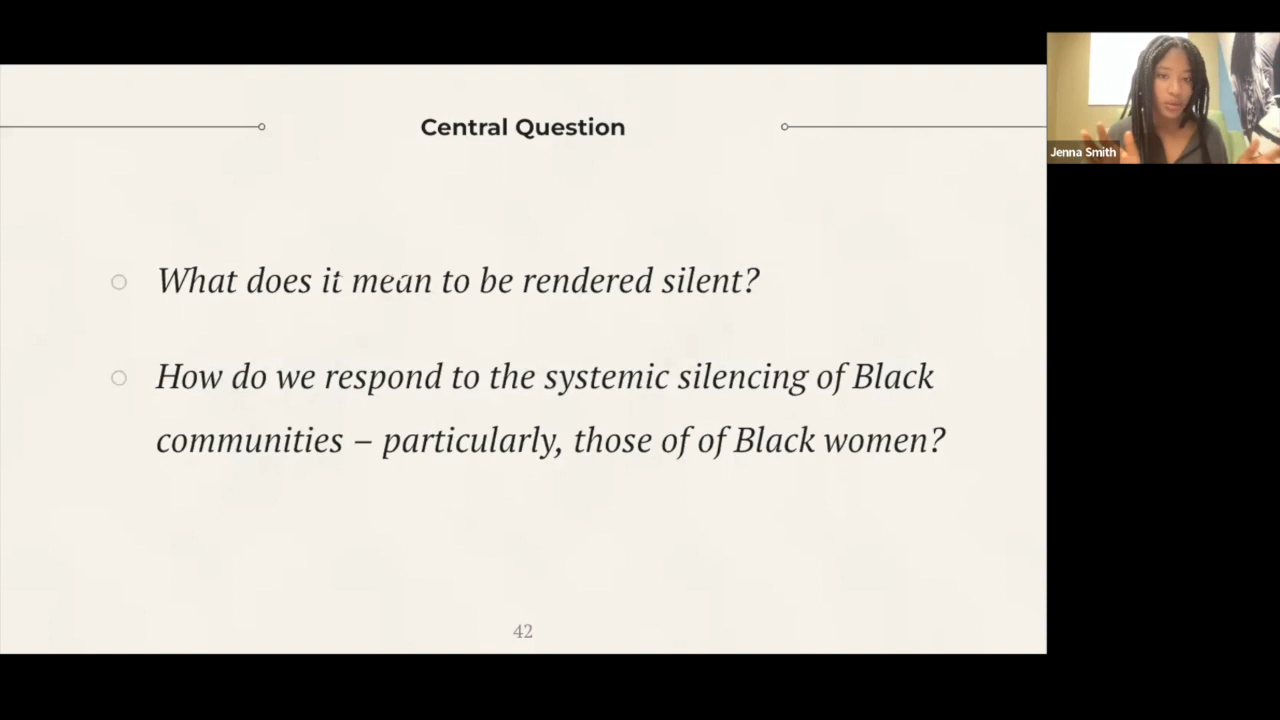 Central Question
What does it mean to be rendered silent?
How do we respond to the systemic silencing of Black
communities – particularly, those of of Black women?
42
Jenna Smith